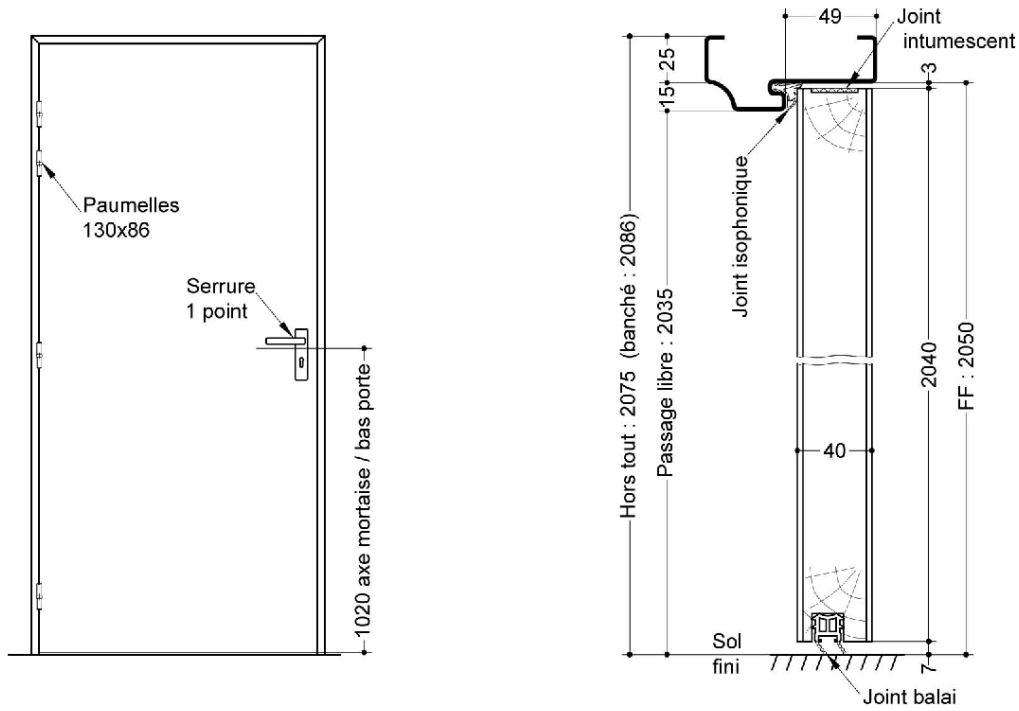 Paumelles
130x86
Serrure
1 point
1020 axe mortaise / bas porte
49
Joint
intumescent
25
15
3
Joint isophonique
Hors tout : 2075 (banché : 2086)
Passage libre : 2035
40
2040
FF : 2050
Sol
fini
7
Joint balai